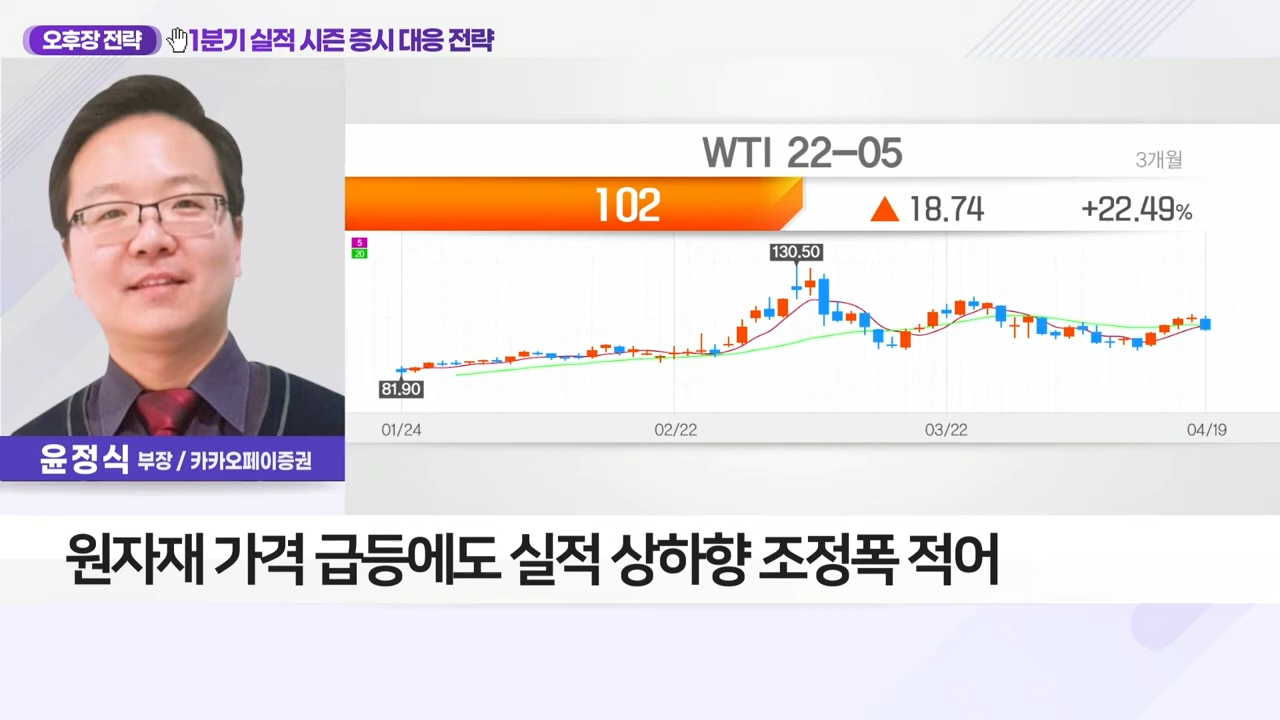 오후장 전략
1분기 실적 시즌 증시 대응 전략
WTI 22-05
3개월
102 ▲ 18.74 +22.49%
5
20
130.50
81.90
01/24 02/22 03/22 04/19
윤정식 부장 / 카카오페이증권
원자재 가격 급등에도 실적 상하향 조정폭 적어